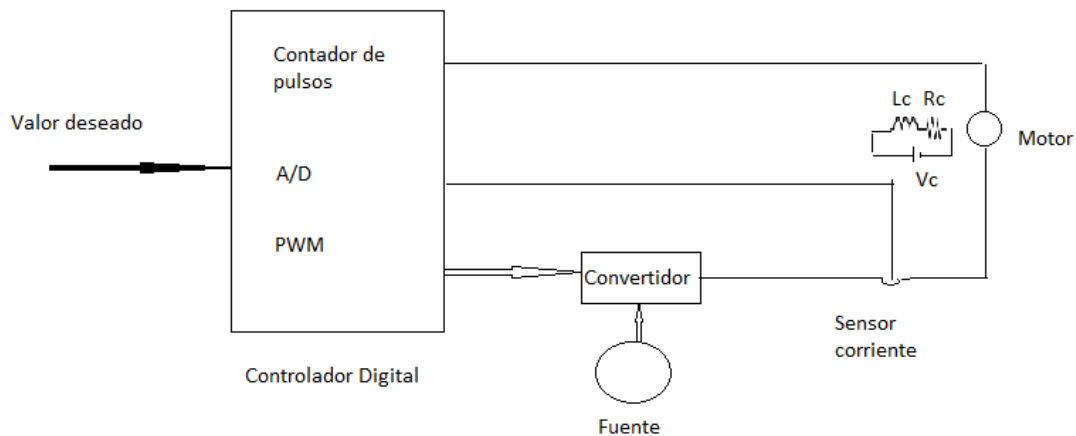 Contador de
pulsos
Lc Rc
Valor deseado
Motor
A/D
Vc
PWM
Convertidor
Sensor
corriente
Controlador Digital
Fuente